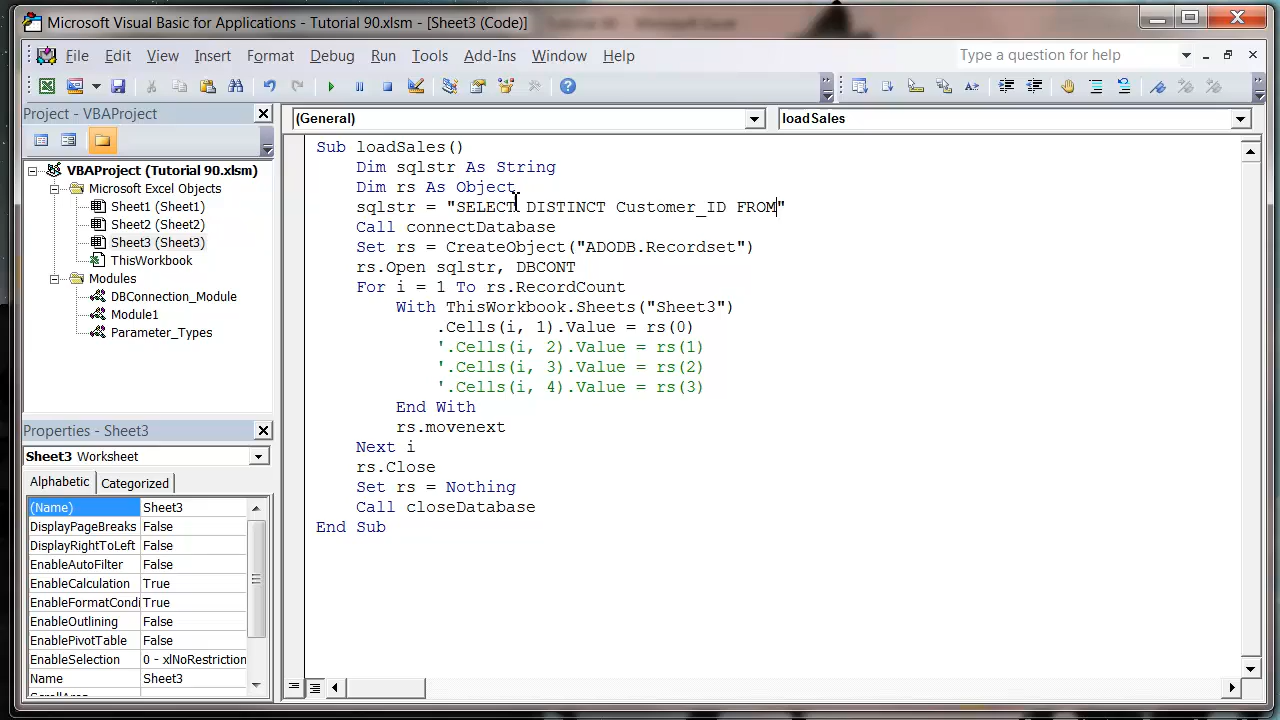 Microsoft Visual Basic for Applications - Tutorial 90.xlsm - [Sheet3 (Code)]
File Edit View Insert Format Debug Run Tools Add-Ins Window Help
Type a question for help
Project - VBAProject
(General)
loadSales
VBAProject (Tutorial 90.xlsm)
Microsoft Excel Objects
Sheet1 (Sheet1)
Sheet2 (Sheet2)
Sheet3 (Sheet3)
ThisWorkbook
Modules
DBConnection_Module
Module1
Parameter_Types
Sub loadSales()
Dim sqlstr As String
Dim rs As Object
sqlstr = "SELECT DISTINCT Customer_ID FROM"
Call connectDatabase
Set rs = CreateObject("ADODB.Recordset")
rs.Open sqlstr, DBCONT
For i = 1 To rs.RecordCount
With ThisWorkbook.Sheets("Sheet3")
.Cells(i, 1).Value = rs(0)
'.Cells(i, 2).Value = rs(1)
'.Cells(i, 3).Value = rs(2)
'.Cells(i, 4).Value = rs(3)
End With
rs.movenext
Next i
rs.Close
Set rs = Nothing
Call closeDatabase
End Sub
Properties - Sheet3
Sheet3 Worksheet
Alphabetic Categorized
(Name) Sheet3
DisplayPageBreaks False
DisplayRightToLeft False
EnableAutoFilter False
EnableCalculation True
EnableFormatCondi True
EnableOutlining False
EnablePivotTable False
EnableSelection 0 - xlNoRestriction
Name Sheet3